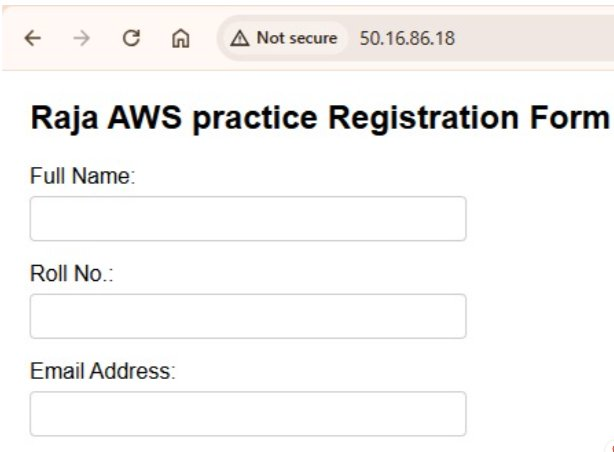 Not secure 50.16.86.18
Raja AWS practice Registration Form
Full Name:
Roll No.:
Email Address: